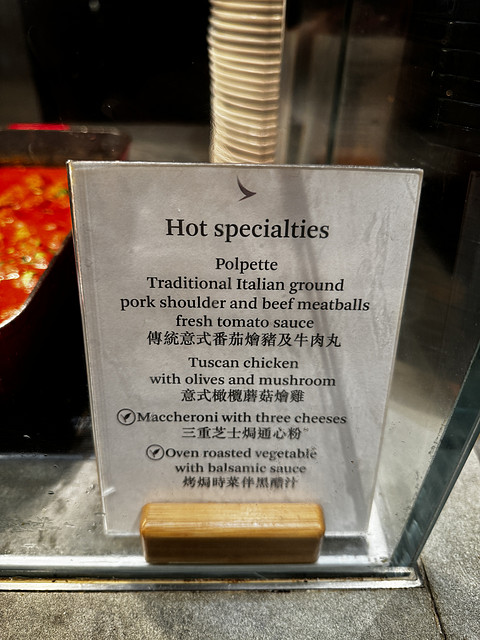 Hot specialties
Polpette
Traditional Italian ground
pork shoulder and beef meatballs
fresh tomato sauce
傳統意式番茄燴豬及牛肉丸
Tuscan chicken
with olives and mushroom
意式橄欖蘑菇燴雞
Maccheroni with three cheeses
三重芝士焗通心粉
Oven roasted vegetable
with balsamic sauce
烤焗時菜伴黑醋汁